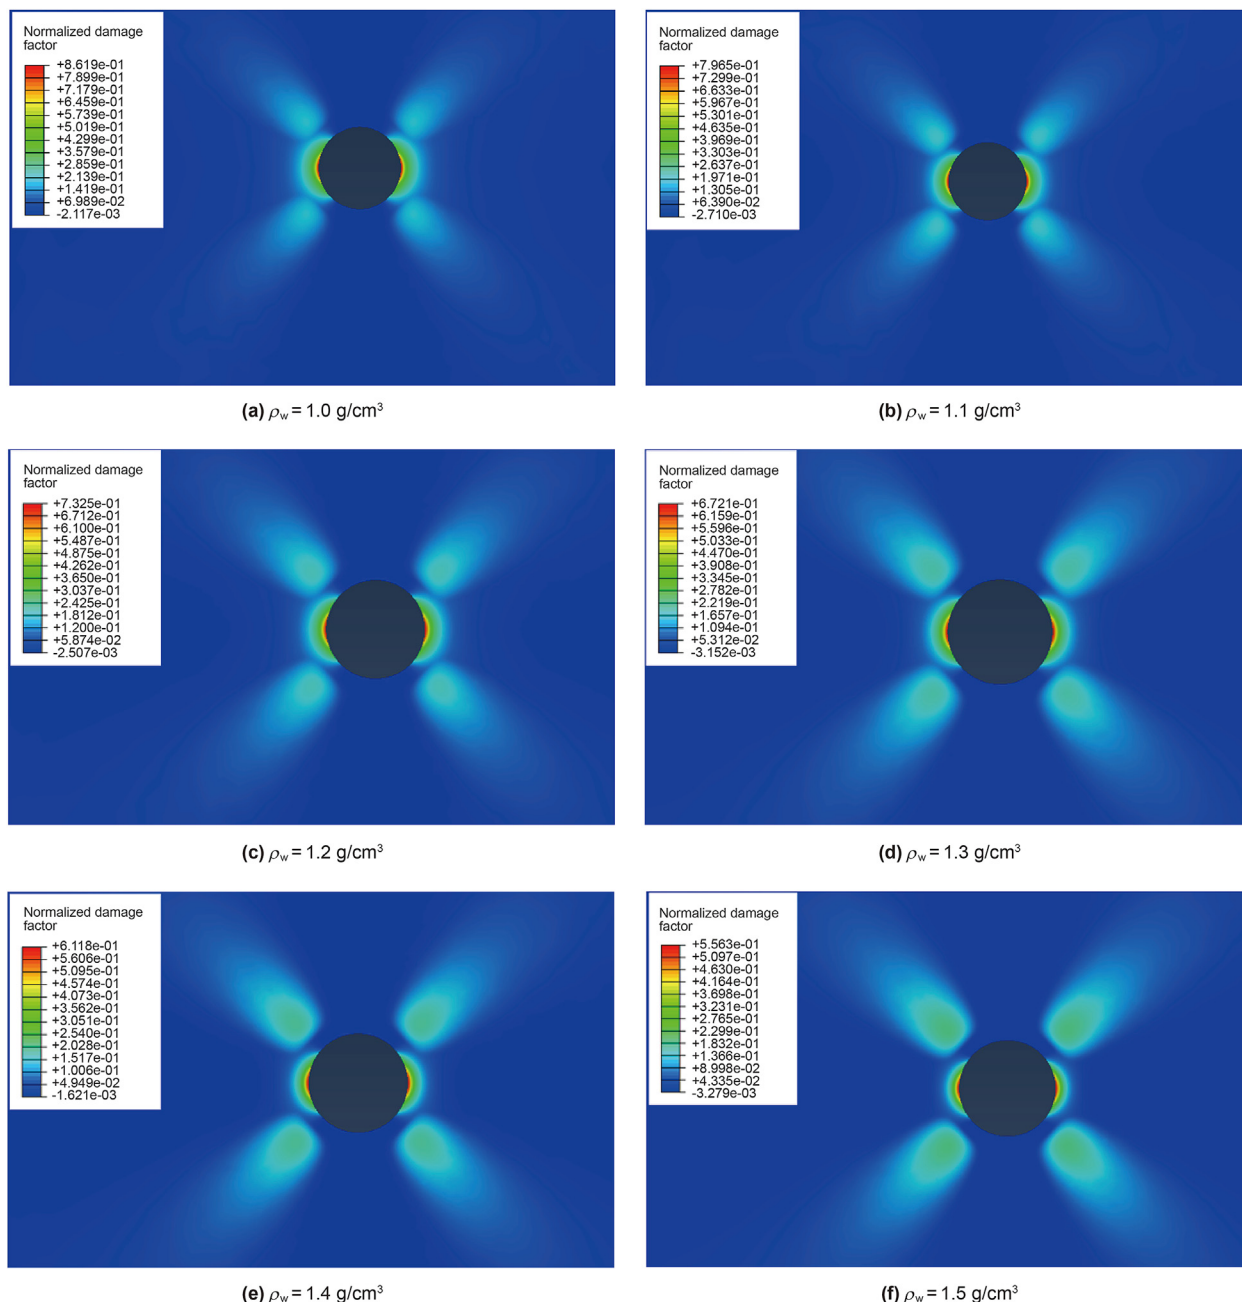 Normalized damage
factor
+8.619e-01
+7.899e-01
+7.179e-01
+6.459e-01
+5.739e-01
+5.019e-01
+4.299e-01
+3.579e-01
+2.859e-01
+2.139e-01
+1.419e-01
+6.989e-02
-2.117e-03
(a) ρw = 1.0 g/cm³
Normalized damage
factor
+7.965e-01
+7.299e-01
+6.633e-01
+5.967e-01
+5.301e-01
+4.635e-01
+3.969e-01
+3.303e-01
+2.637e-01
+1.971e-01
+1.305e-01
+6.390e-02
-2.710e-03
(b) ρw = 1.1 g/cm³
Normalized damage
factor
+7.325e-01
+6.712e-01
+6.100e-01
+5.487e-01
+4.875e-01
+4.262e-01
+3.650e-01
+3.037e-01
+2.425e-01
+1.812e-01
+1.200e-01
+5.874e-02
-2.507e-03
(c) ρw = 1.2 g/cm³
Normalized damage
factor
+6.721e-01
+6.159e-01
+5.596e-01
+5.033e-01
+4.470e-01
+3.908e-01
+3.345e-01
+2.782e-01
+2.219e-01
+1.657e-01
+1.094e-01
+5.312e-02
-3.152e-03
(d) ρw = 1.3 g/cm³
Normalized damage
factor
+6.118e-01
+5.606e-01
+5.095e-01
+4.574e-01
+4.073e-01
+3.562e-01
+3.051e-01
+2.540e-01
+2.028e-01
+1.517e-01
+1.006e-01
+4.949e-02
-1.621e-03
(e) ρw = 1.4 g/cm³
Normalized damage
factor
+5.563e-01
+5.097e-01
+4.630e-01
+4.164e-01
+3.698e-01
+3.231e-01
+2.765e-01
+2.299e-01
+1.832e-01
+1.366e-01
+8.998e-02
+4.335e-02
-3.279e-03
(f) ρw = 1.5 g/cm³